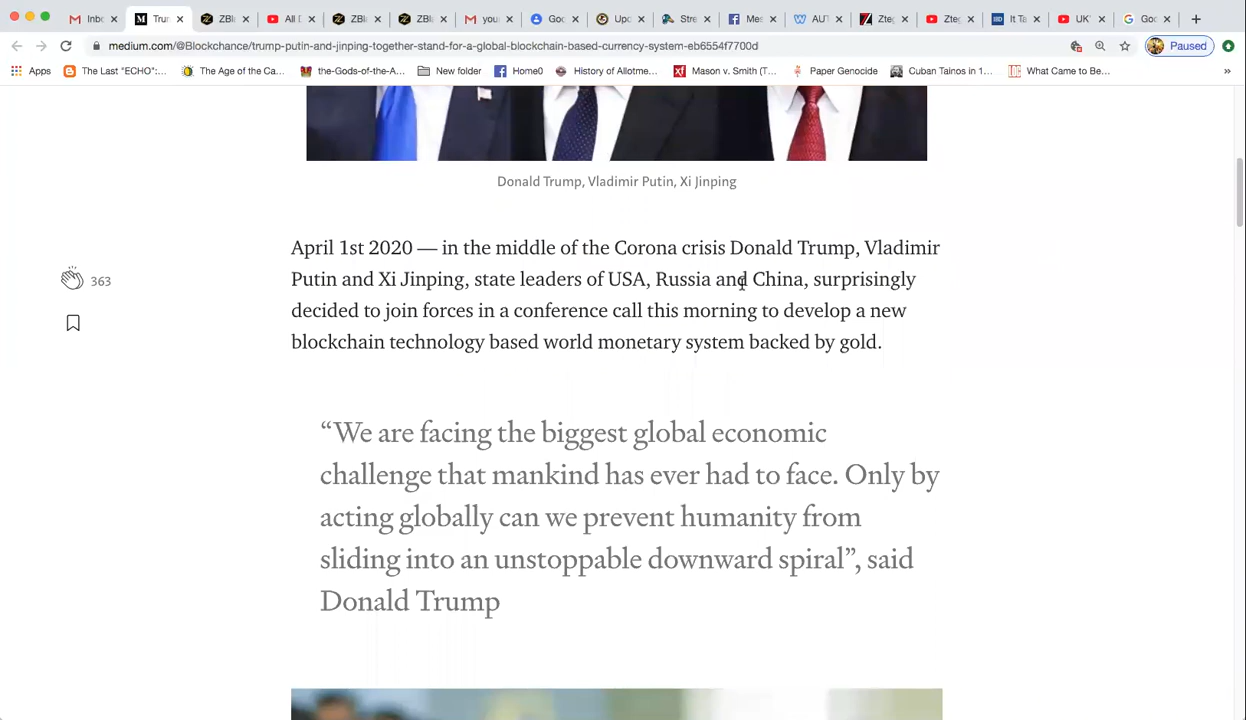 Inb
Tru
ZBl
All D
ZBl
ZBl
you
Goo
Upc
Stre
Mes
AUT
Zteg
Zteg
It Ta
UK
Goo
medium.com/@Blockchance/trump-putin-and-jinping-together-stand-for-a-global-blockchain-based-currency-system-eb6554f7700d
Paused
Apps
The Last "ECHO":...
The Age of the Ca...
the-Gods-of-the-A...
New folder
Home0
History of Allotme...
Mason v. Smith (T...
Paper Genocide
Cuban Tainos in 1...
What Came to Be...
»
Donald Trump, Vladimir Putin, Xi Jinping
April 1st 2020 — in the middle of the Corona crisis Donald Trump, Vladimir
Putin and Xi Jinping, state leaders of USA, Russia and China, surprisingly
decided to join forces in a conference call this morning to develop a new
blockchain technology based world monetary system backed by gold.
363
“We are facing the biggest global economic
challenge that mankind has ever had to face. Only by
acting globally can we prevent humanity from
sliding into an unstoppable downward spiral”, said
Donald Trump